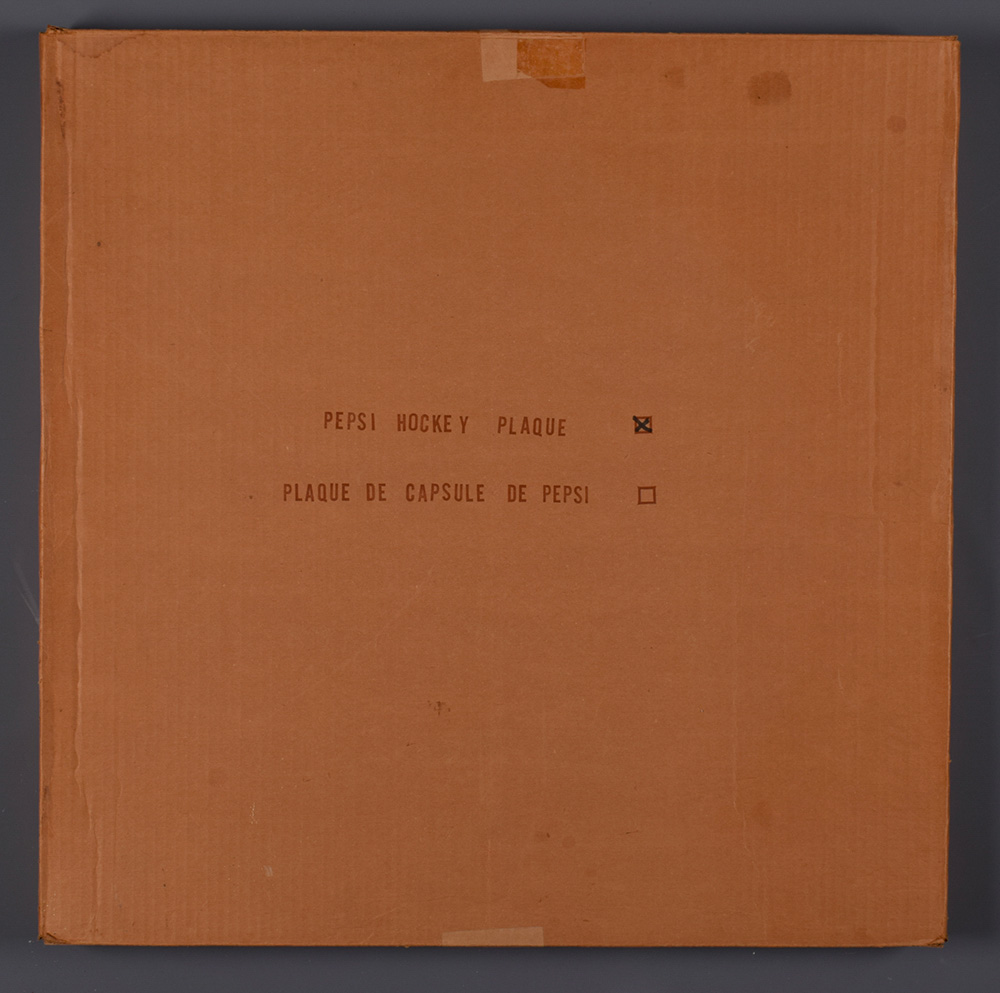 PEPSI HOCKEY PLAQUE ☒
PLAQUE DE CAPSULE DE PEPSI ☐